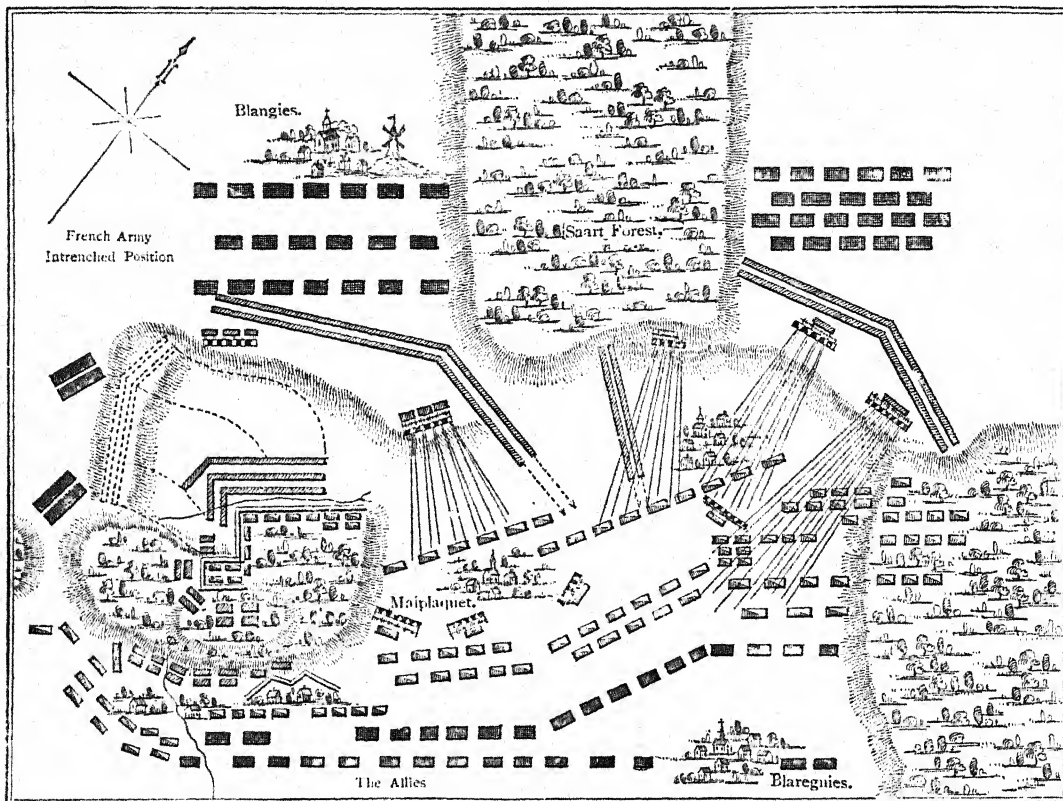 Blangies.
French Army
Intrenched Position
Saart Forest.
Malplaquet.
The Allies
Blaregnies.